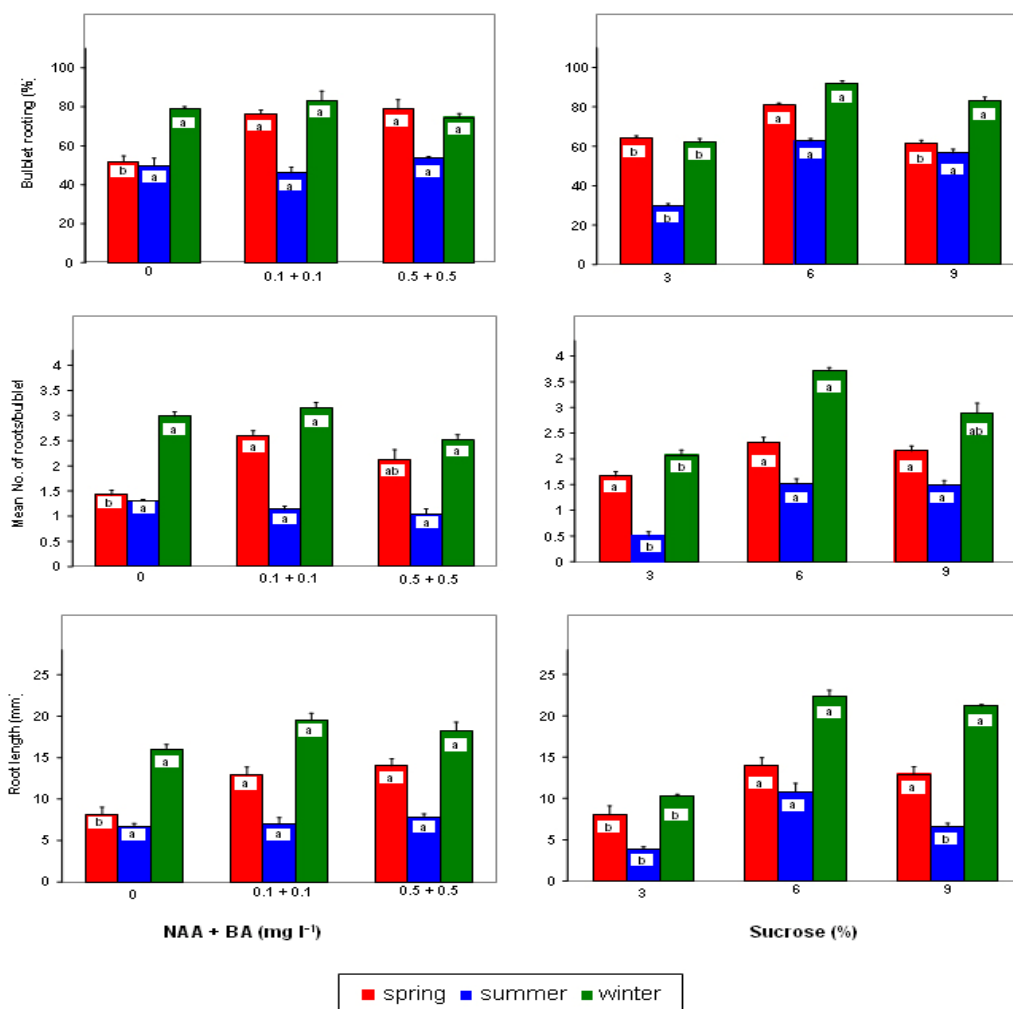 Bulblet rooting (%)
100
80
60
40
20
0
b
a
a
a
a
a
a
a
a
0
0.1 + 0.1
0.5 + 0.5
100
80
60
40
20
0
b
b
b
a
a
a
b
a
a
3
6
9
Mean No. of roots/bulblet
4
3.5
3
2.5
2
1.5
1
0.5
0
b
a
a
a
a
a
ab
a
a
0
0.1 + 0.1
0.5 + 0.5
4
3.5
3
2.5
2
1.5
1
0.5
0
a
b
b
a
a
a
a
a
ab
3
6
9
Root length (mm)
25
20
15
10
5
0
b
a
a
a
a
a
a
a
a
0
0.1 + 0.1
0.5 + 0.5
25
20
15
10
5
0
b
b
b
a
a
a
a
b
a
3
6
9
NAA + BA (mg l⁻¹)
Sucrose (%)
spring summer winter